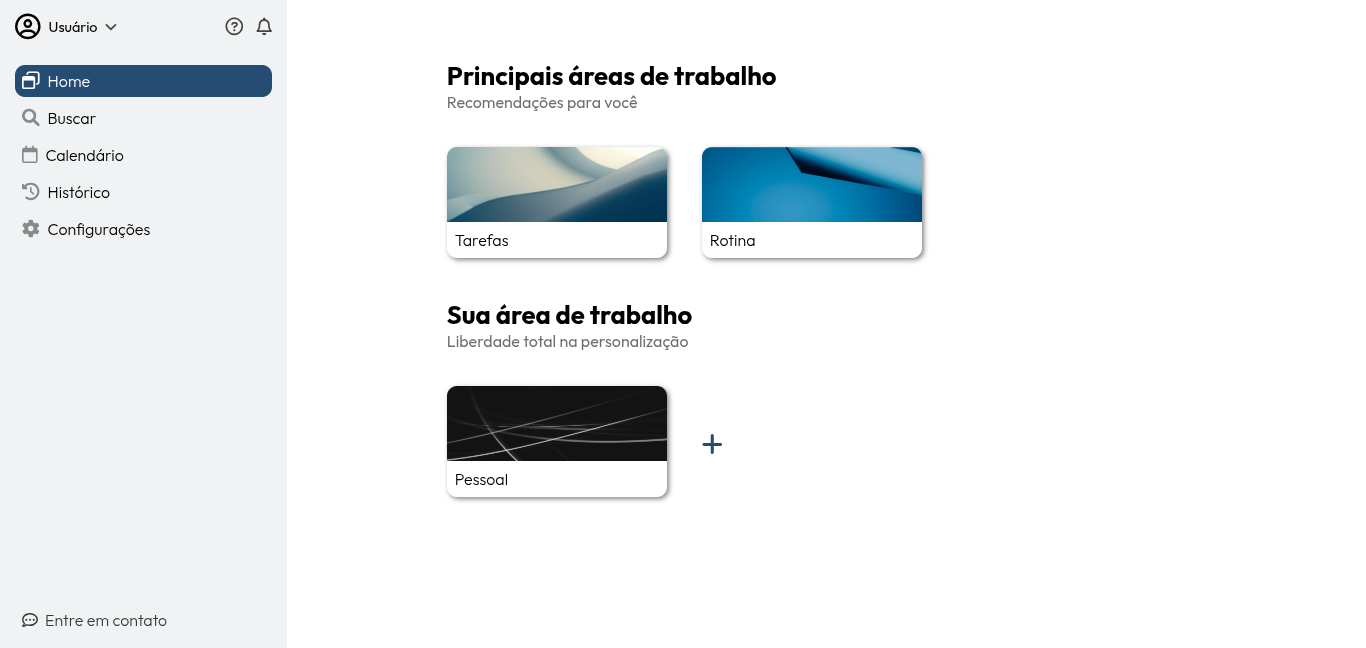 Usuário
Home
Buscar
Calendário
Histórico
Configurações
Entre em contato
Principais áreas de trabalho
Recomendações para você
Tarefas
Rotina
Sua área de trabalho
Liberdade total na personalização
Pessoal